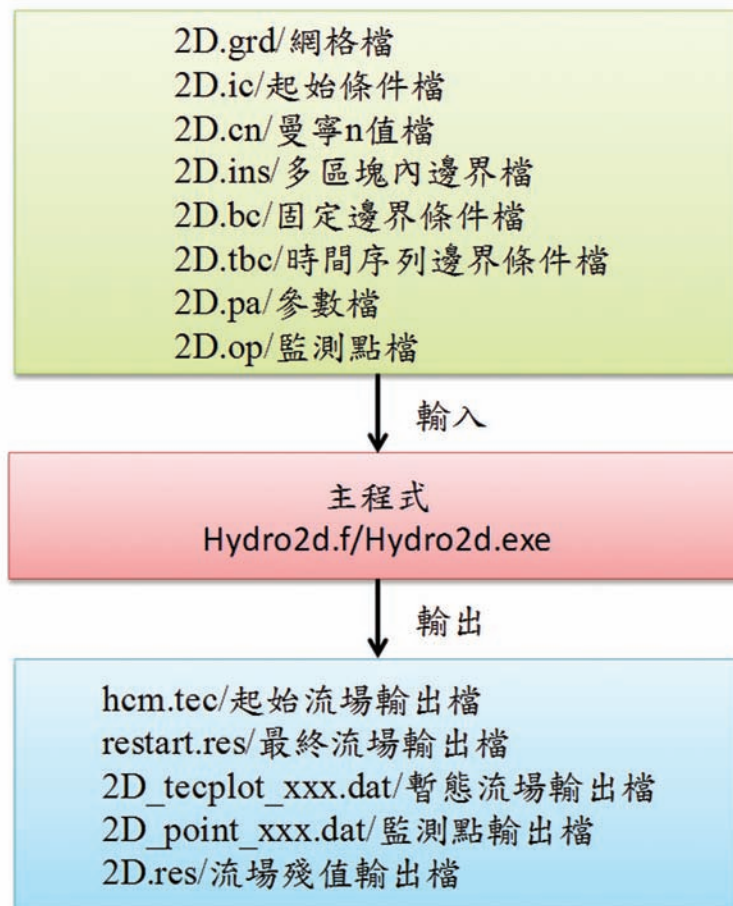 2D.grd/網格檔
2D.ic/起始條件檔
2D.cn/曼寧n值檔
2D.ins/多區塊內邊界檔
2D.bc/固定邊界條件檔
2D.tbc/時間序列邊界條件檔
2D.pa/參數檔
2D.op/監測點檔
輸入
主程式
Hydro2d.f/Hydro2d.exe
輸出
hcm.tec/起始流場輸出檔
restart.res/最終流場輸出檔
2D_tecplot_xxx.dat/暫態流場輸出檔
2D_point_xxx.dat/監測點輸出檔
2D.res/流場殘值輸出檔